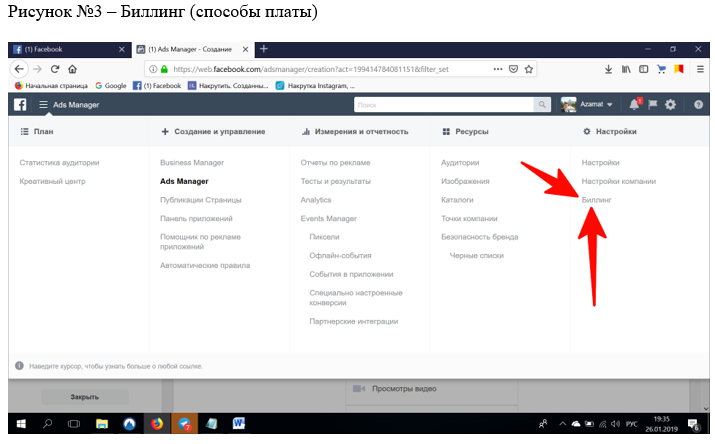 Рисунок №3 – Биллинг (способы платы)
(1) Facebook
(1) Ads Manager - Создание
https://web.facebook.com/adsmanager/creation?act=199414784081151&filter_set
Начальная страница
Google
(1) Facebook
Накрутить. Созданны...
Накрутка Instagram, ...
Ads Manager
Поиск
Azamat
План
Создание и управление
Измерения и отчетность
Ресурсы
Настройки
Статистика аудитории
Business Manager
Отчеты по рекламе
Аудитории
Настройки
Креативный центр
Ads Manager
Тесты и результаты
Изображения
Настройки компании
Публикации Страницы
Analytics
Каталоги
Биллинг
Панель приложений
Events Manager
Точки компании
Помощник по рекламе
приложений
Пиксели
Безопасность бренда
Автоматические правила
Офлайн-события
Черные списки
События в приложении
Специально настроенные
конверсии
Партнерские интеграции
Наведите курсор, чтобы узнать больше о любой ссылке.
Закрыть
Просмотры видео
РУС
19:35
26.01.2019